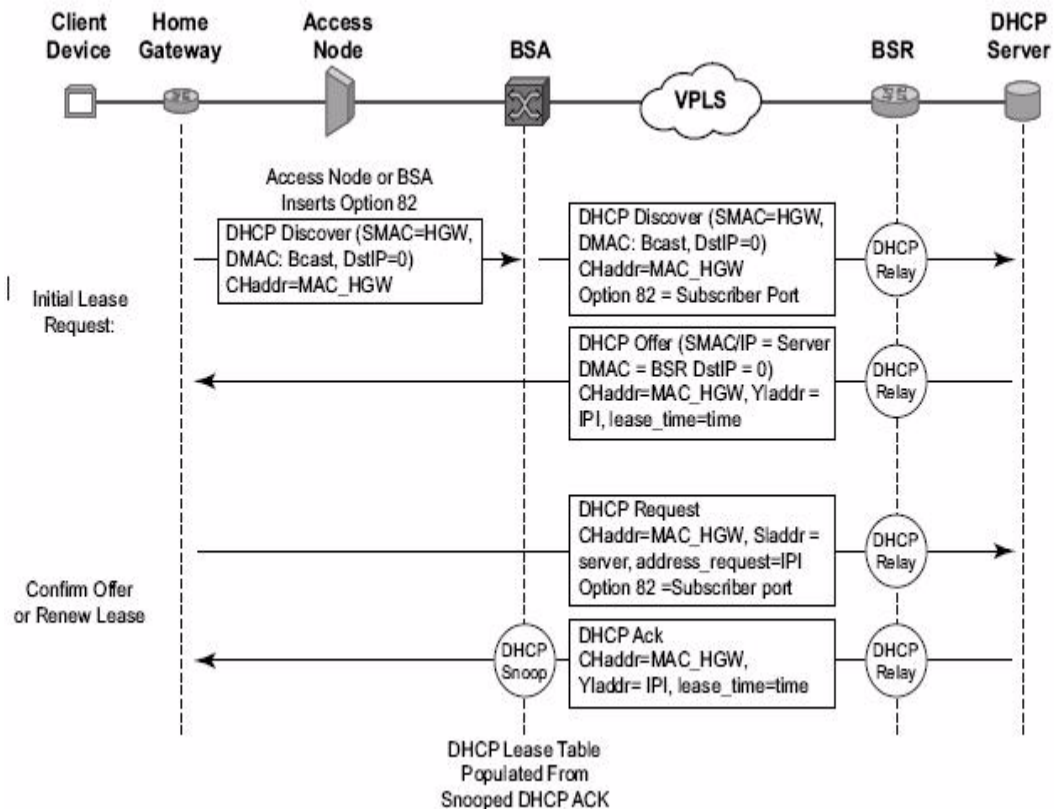 Client
Device
Home
Gateway
Access
Node
BSA
BSR
DHCP
Server
VPLS
Access Node or BSA
Inserts Option 82
DHCP Discover (SMAC=HGW,
DMAC: Bcast, DstIP=0)
CHaddr=MAC_HGW
DHCP Discover (SMAC=HGW,
DMAC: Bcast, DstIP=0)
CHaddr=MAC_HGW
Option 82 = Subscriber Port
DHCP
Relay
Initial Lease
Request:
DHCP Offer (SMAC/IP = Server
DMAC = BSR DstIP = 0)
CHaddr=MAC_HGW, YIaddr =
IPI, lease_time=time
DHCP
Relay
DHCP Request
CHaddr=MAC_HGW, SIaddr =
server, address_request=IPI
Option 82 =Subscriber port
DHCP
Relay
Confirm Offer
or Renew Lease
DHCP
Snoop
DHCP Ack
CHaddr=MAC_HGW,
YIaddr= IPI, lease_time=time
DHCP
Relay
DHCP Lease Table
Populated From
Snooped DHCP ACK